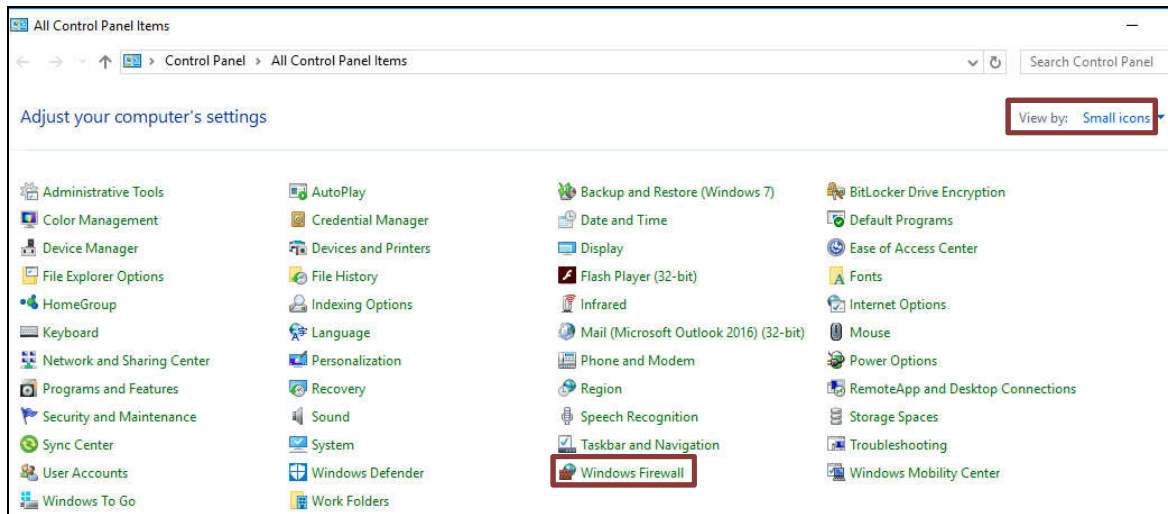 All Control Panel Items
Control Panel > All Control Panel Items
Search Control Panel
Adjust your computer's settings
View by: Small icons
Administrative Tools
AutoPlay
Backup and Restore (Windows 7)
BitLocker Drive Encryption
Color Management
Credential Manager
Date and Time
Default Programs
Device Manager
Devices and Printers
Display
Ease of Access Center
File Explorer Options
File History
Flash Player (32-bit)
Fonts
HomeGroup
Indexing Options
Infrared
Internet Options
Keyboard
Language
Mail (Microsoft Outlook 2016) (32-bit)
Mouse
Network and Sharing Center
Personalization
Phone and Modem
Power Options
Programs and Features
Recovery
Region
RemoteApp and Desktop Connections
Security and Maintenance
Sound
Speech Recognition
Storage Spaces
Sync Center
System
Taskbar and Navigation
Troubleshooting
User Accounts
Windows Defender
Windows Firewall
Windows Mobility Center
Windows To Go
Work Folders